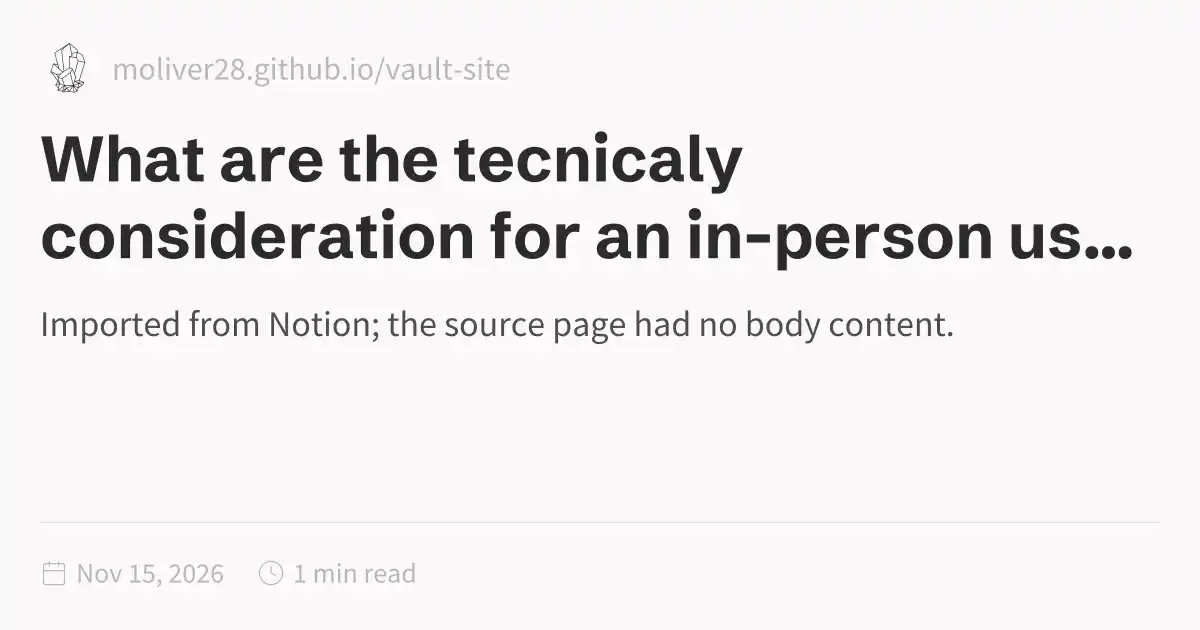 moliver28.github.io/vault-site
What are the tecnicaly
consideration for an in-person us...
Imported from Notion; the source page had no body content.
Nov 15, 2026 1 min read